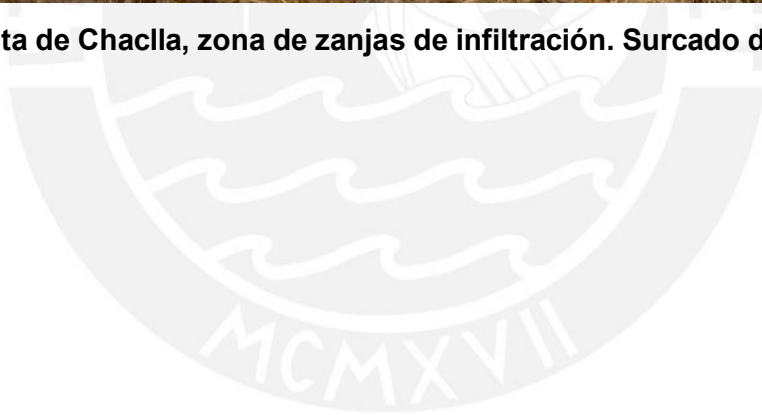 ta de Chaclla, zona de zanjas de infiltración. Surcado d
MCMXVII